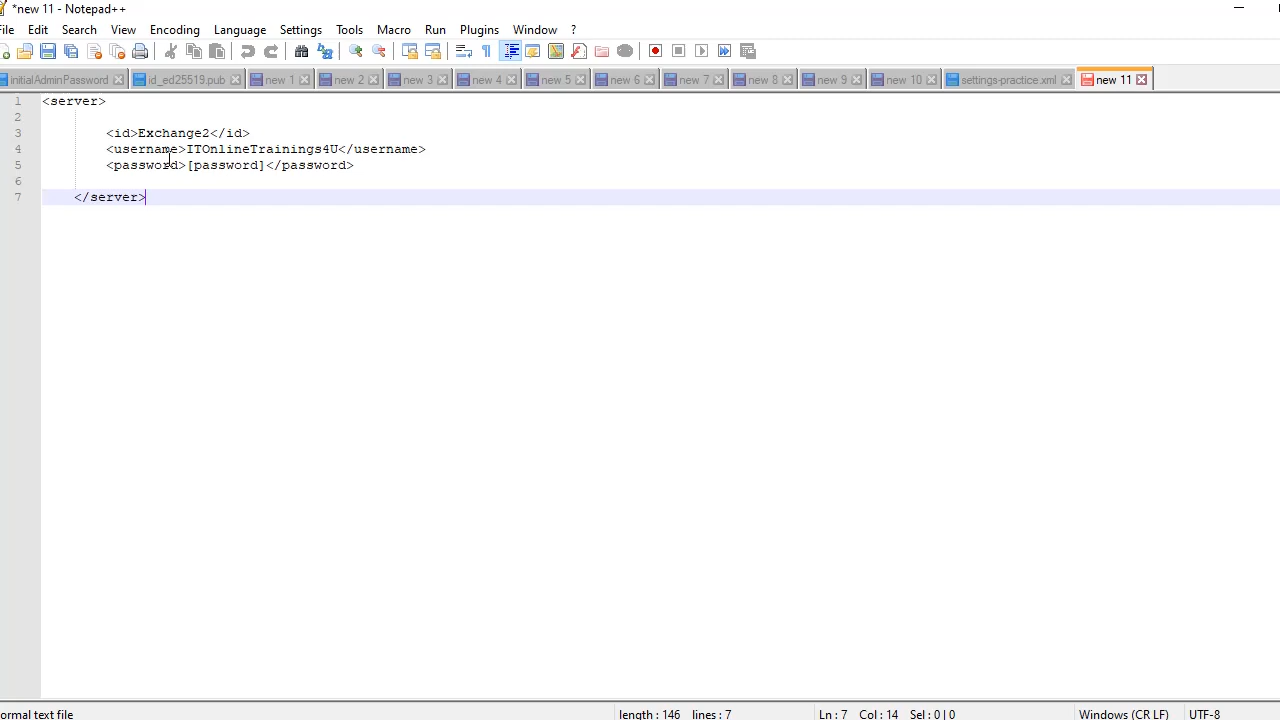 *new 11 - Notepad++
File Edit Search View Encoding Language Settings Tools Macro Run Plugins Window ?
initialAdminPassword id_ed25519.pub new 1 new 2 new 3 new 4 new 5 new 6 new 7 new 8 new 9 new 10 settings-practice.xml new 11
1 <server>
2
3 <id>Exchange2</id>
4 <username>ITOnlineTrainings4U</username>
5 <password>[password]</password>
6
7 </server>
ormal text file length : 146 lines : 7 Ln : 7 Col : 14 Sel : 0 | 0 Windows (CR LF) UTF-8